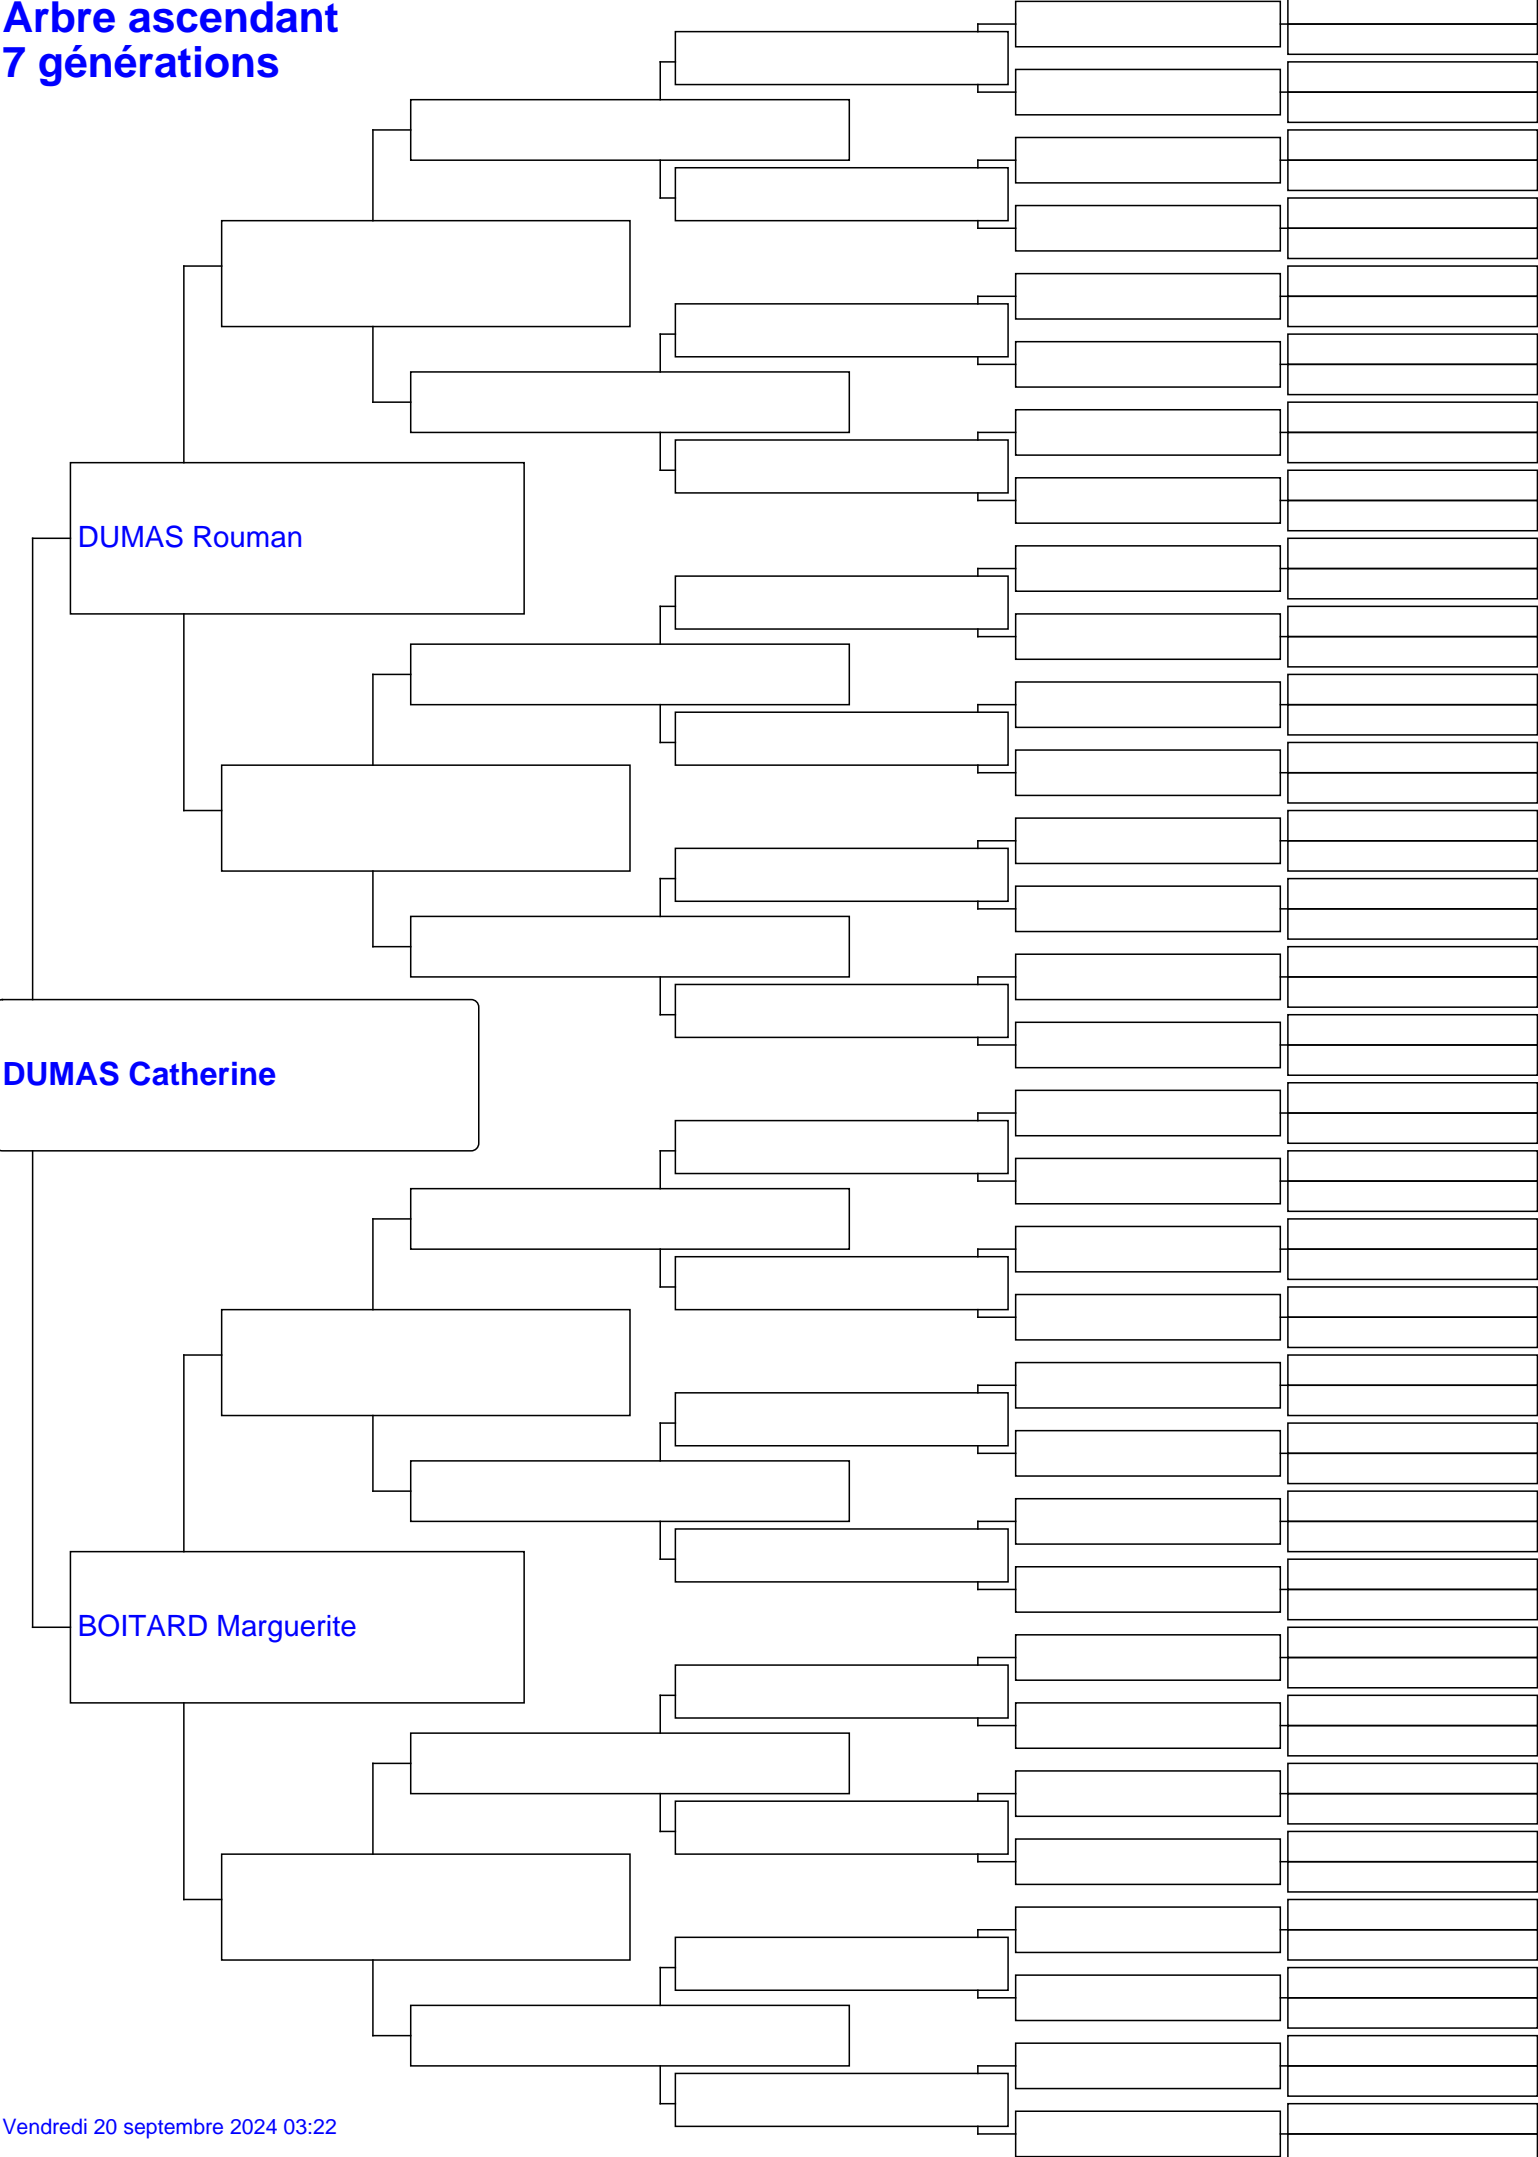 Arbre ascendant
7 générations
DUMAS Rouman
DUMAS Catherine
BOITARD Marguerite
Vendredi 20 septembre 2024 03:22